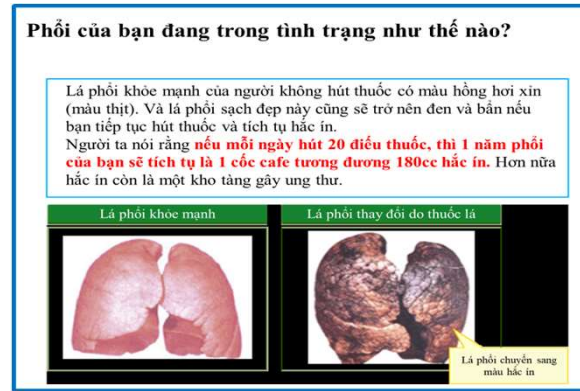 Phổi của bạn đang trong tình trạng như thế nào?
Lá phổi khỏe mạnh của người không hút thuốc có màu hồng hơi xỉn
(màu thịt). Và lá phổi sạch đẹp này cũng sẽ trở nên đen và bẩn nếu
bạn tiếp tục hút thuốc và tích tụ hắc ín.
Người ta nói rằng nếu mỗi ngày hút 20 điếu thuốc, thì 1 năm phổi
của bạn sẽ tích tụ là 1 cốc cafe tương đương 180cc hắc ín. Hơn nữa
hắc ín còn là một kho tàng gây ung thư.
Lá phổi khỏe mạnh
Lá phổi thay đổi do thuốc lá
Lá phổi chuyển sang
màu hắc ín